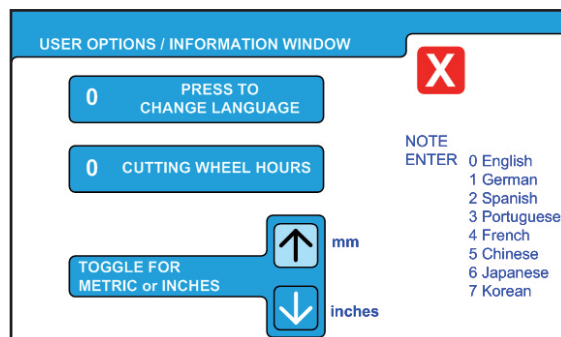 USER OPTIONS / INFORMATION WINDOW
X
0 PRESS TO
CHANGE LANGUAGE
0 CUTTING WHEEL HOURS
TOGGLE FOR
METRIC or INCHES
mm
inches
NOTE
ENTER 0 English
1 German
2 Spanish
3 Portuguese
4 French
5 Chinese
6 Japanese
7 Korean